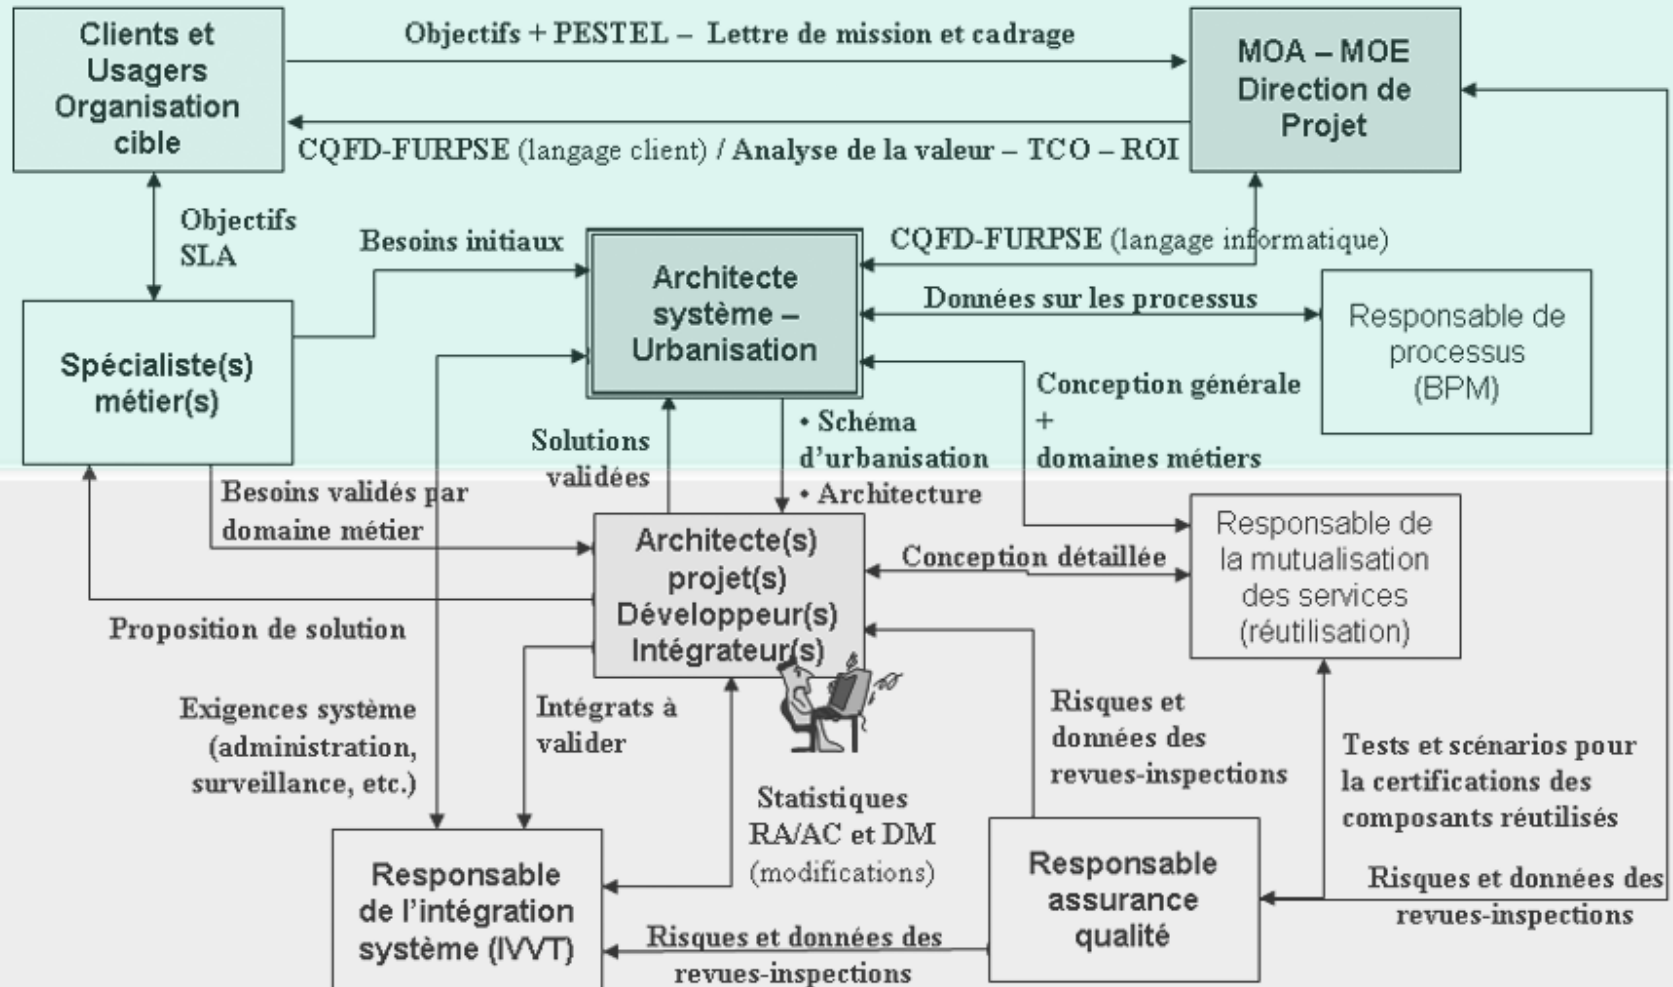 Clients et
Usagers
Organisation
cible
Objectifs + PESTEL – Lettre de mission et cadrage
MOA – MOE
Direction de
Projet
CQFD-FURPSE (langage client) / Analyse de la valeur – TCO – ROI
Objectifs
SLA
Besoins initiaux
Architecte
système –
Urbanisation
CQFD-FURPSE (langage informatique)
Données sur les processus
Responsable de
processus
(BPM)
Spécialiste(s)
métier(s)
Conception générale
+
domaines métiers
Solutions
validées
• Schéma
d’urbanisation
• Architecture
Besoins validés par
domaine métier
Architecte(s)
projet(s)
Développeur(s)
Intégrateur(s)
Conception détaillée
Responsable de
la mutualisation
des services
(réutilisation)
Proposition de solution
Exigences système
(administration,
surveillance, etc.)
Intégrats à
valider
Risques et
données des
revues-inspections
Tests et scénarios pour
la certifications des
composants réutilisés
Statistiques
RA/AC et DM
(modifications)
Responsable
de l’intégration
système (IVVT)
Responsable
assurance
qualité
Risques et données des
revues-inspections
Risques et données des
revues-inspections